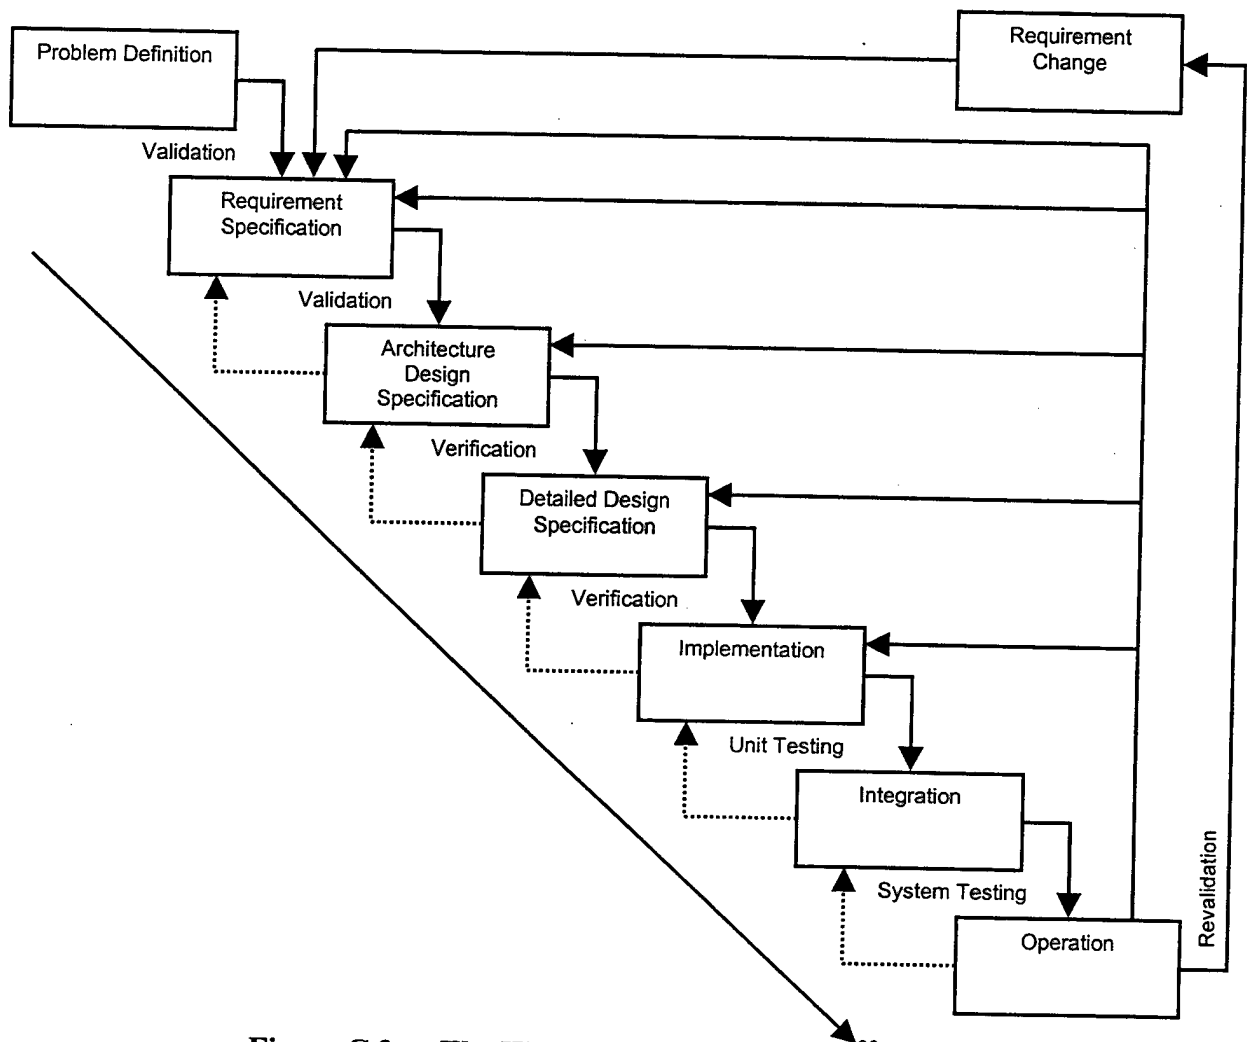 Problem Definition
Requirement
Change
Validation
Requirement
Specification
Validation
Architecture
Design
Specification
Verification
Detailed Design
Specification
Verification
Implementation
Unit Testing
Integration
System Testing
Operation
Revalidation